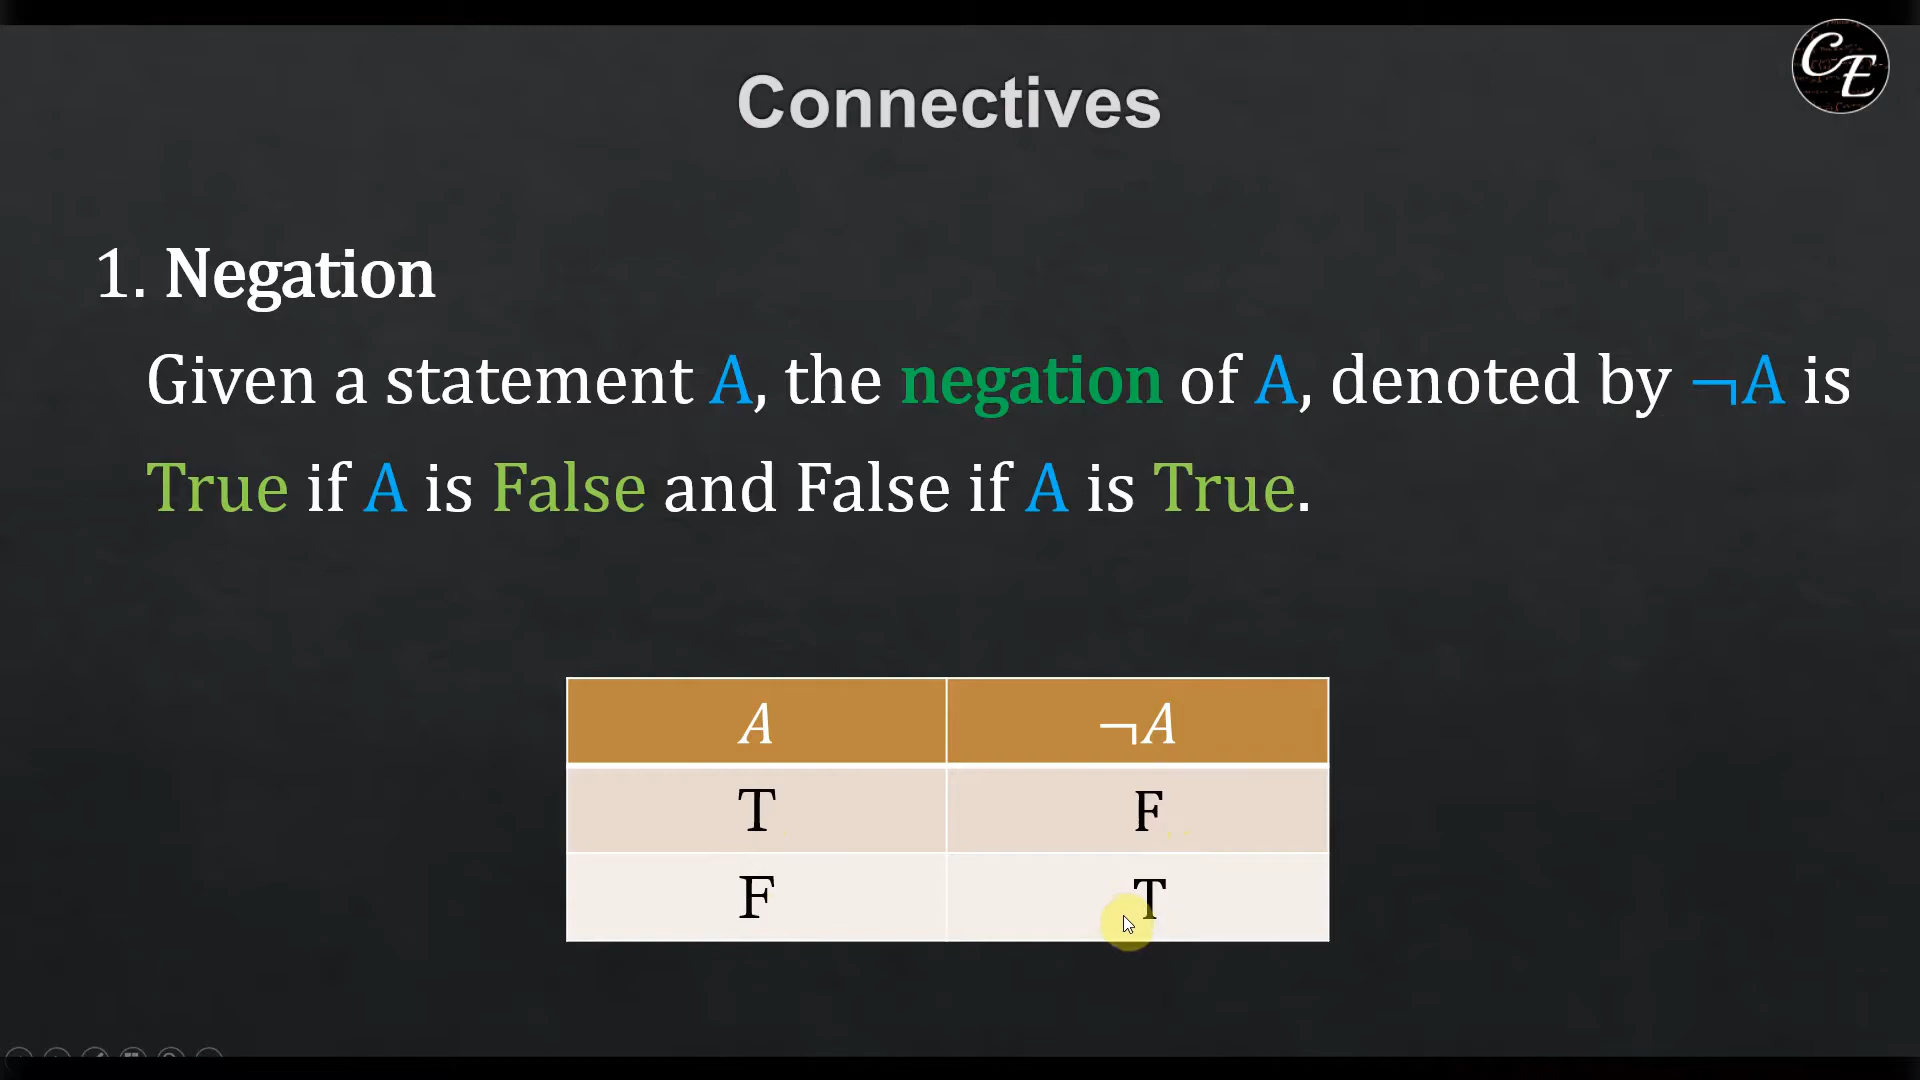 CE
Connectives
1. Negation
Given a statement A, the negation of A, denoted by ¬A is
True if A is False and False if A is True.
A ¬A
T F
F T